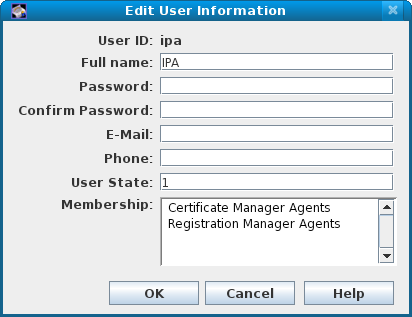 Edit User Information
User ID: ipa
Full name: IPA
Password:
Confirm Password:
E-Mail:
Phone:
User State: 1
Membership: Certificate Manager Agents
Registration Manager Agents
OK Cancel Help